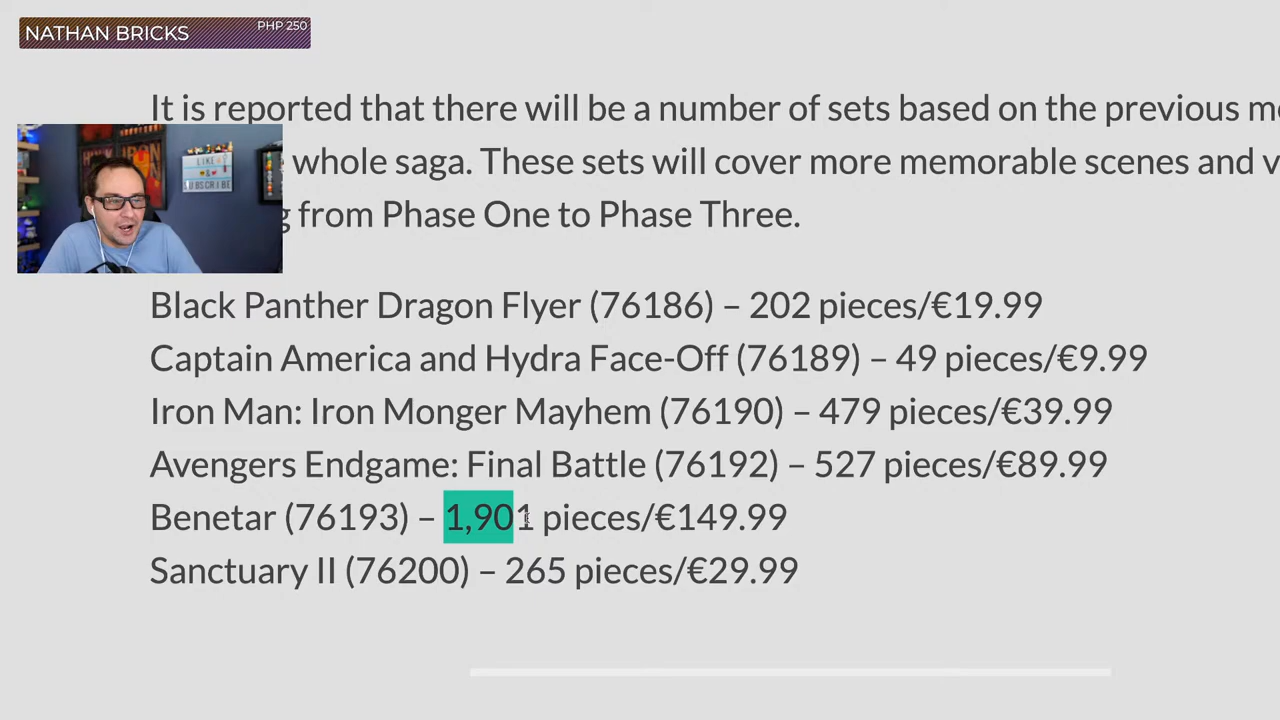 NATHAN BRICKS
PHP 250
It is reported that there will be a number of sets based on the previous
whole saga. These sets will cover more memorable scenes and
from Phase One to Phase Three.
LIKE
SUBSCRIBE
Black Panther Dragon Flyer (76186) – 202 pieces/€19.99
Captain America and Hydra Face-Off (76189) – 49 pieces/€9.99
Iron Man: Iron Monger Mayhem (76190) – 479 pieces/€39.99
Avengers Endgame: Final Battle (76192) – 527 pieces/€89.99
Benetar (76193) – 1,901 pieces/€149.99
Sanctuary II (76200) – 265 pieces/€29.99